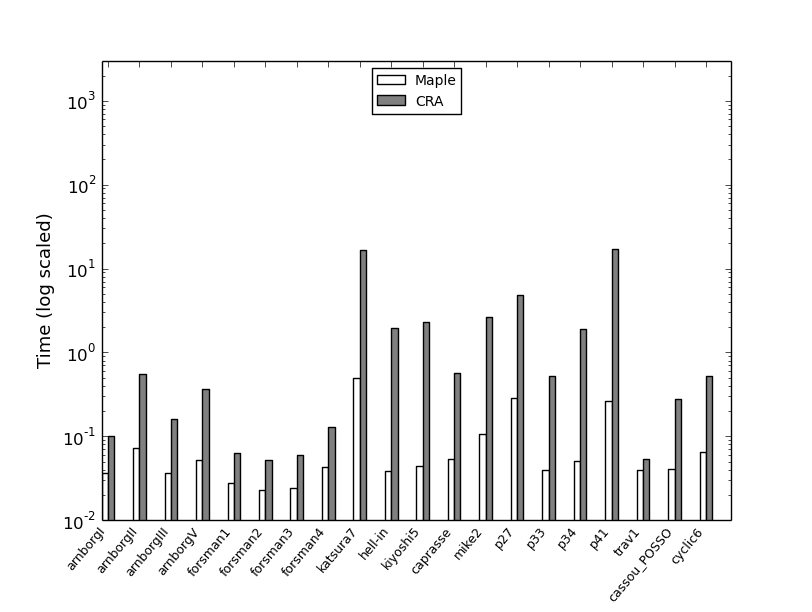 Maple
CRA
10^3
10^2
10^1
10^0
10^-1
10^-2
Time (log scaled)
arnborgI
arnborgII
arnborgIII
arnborgV
forsman1
forsman2
forsman3
forsman4
katsura7
hell-in
kiyoshi5
caprasse
mike2
p27
p33
p34
p41
trav1
cassou_POSSO
cyclic6